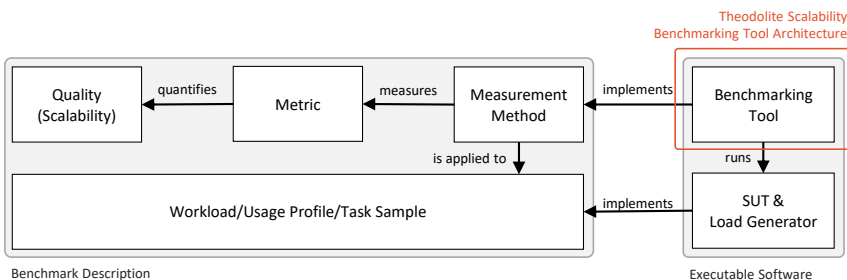 Theodolite Scalability
Benchmarking Tool Architecture
Quality
(Scalability)
quantifies
Metric
measures
Measurement
Method
implements
Benchmarking
Tool
is applied to
runs
Workload/Usage Profile/Task Sample
implements
SUT &
Load Generator
Benchmark Description
Executable Software